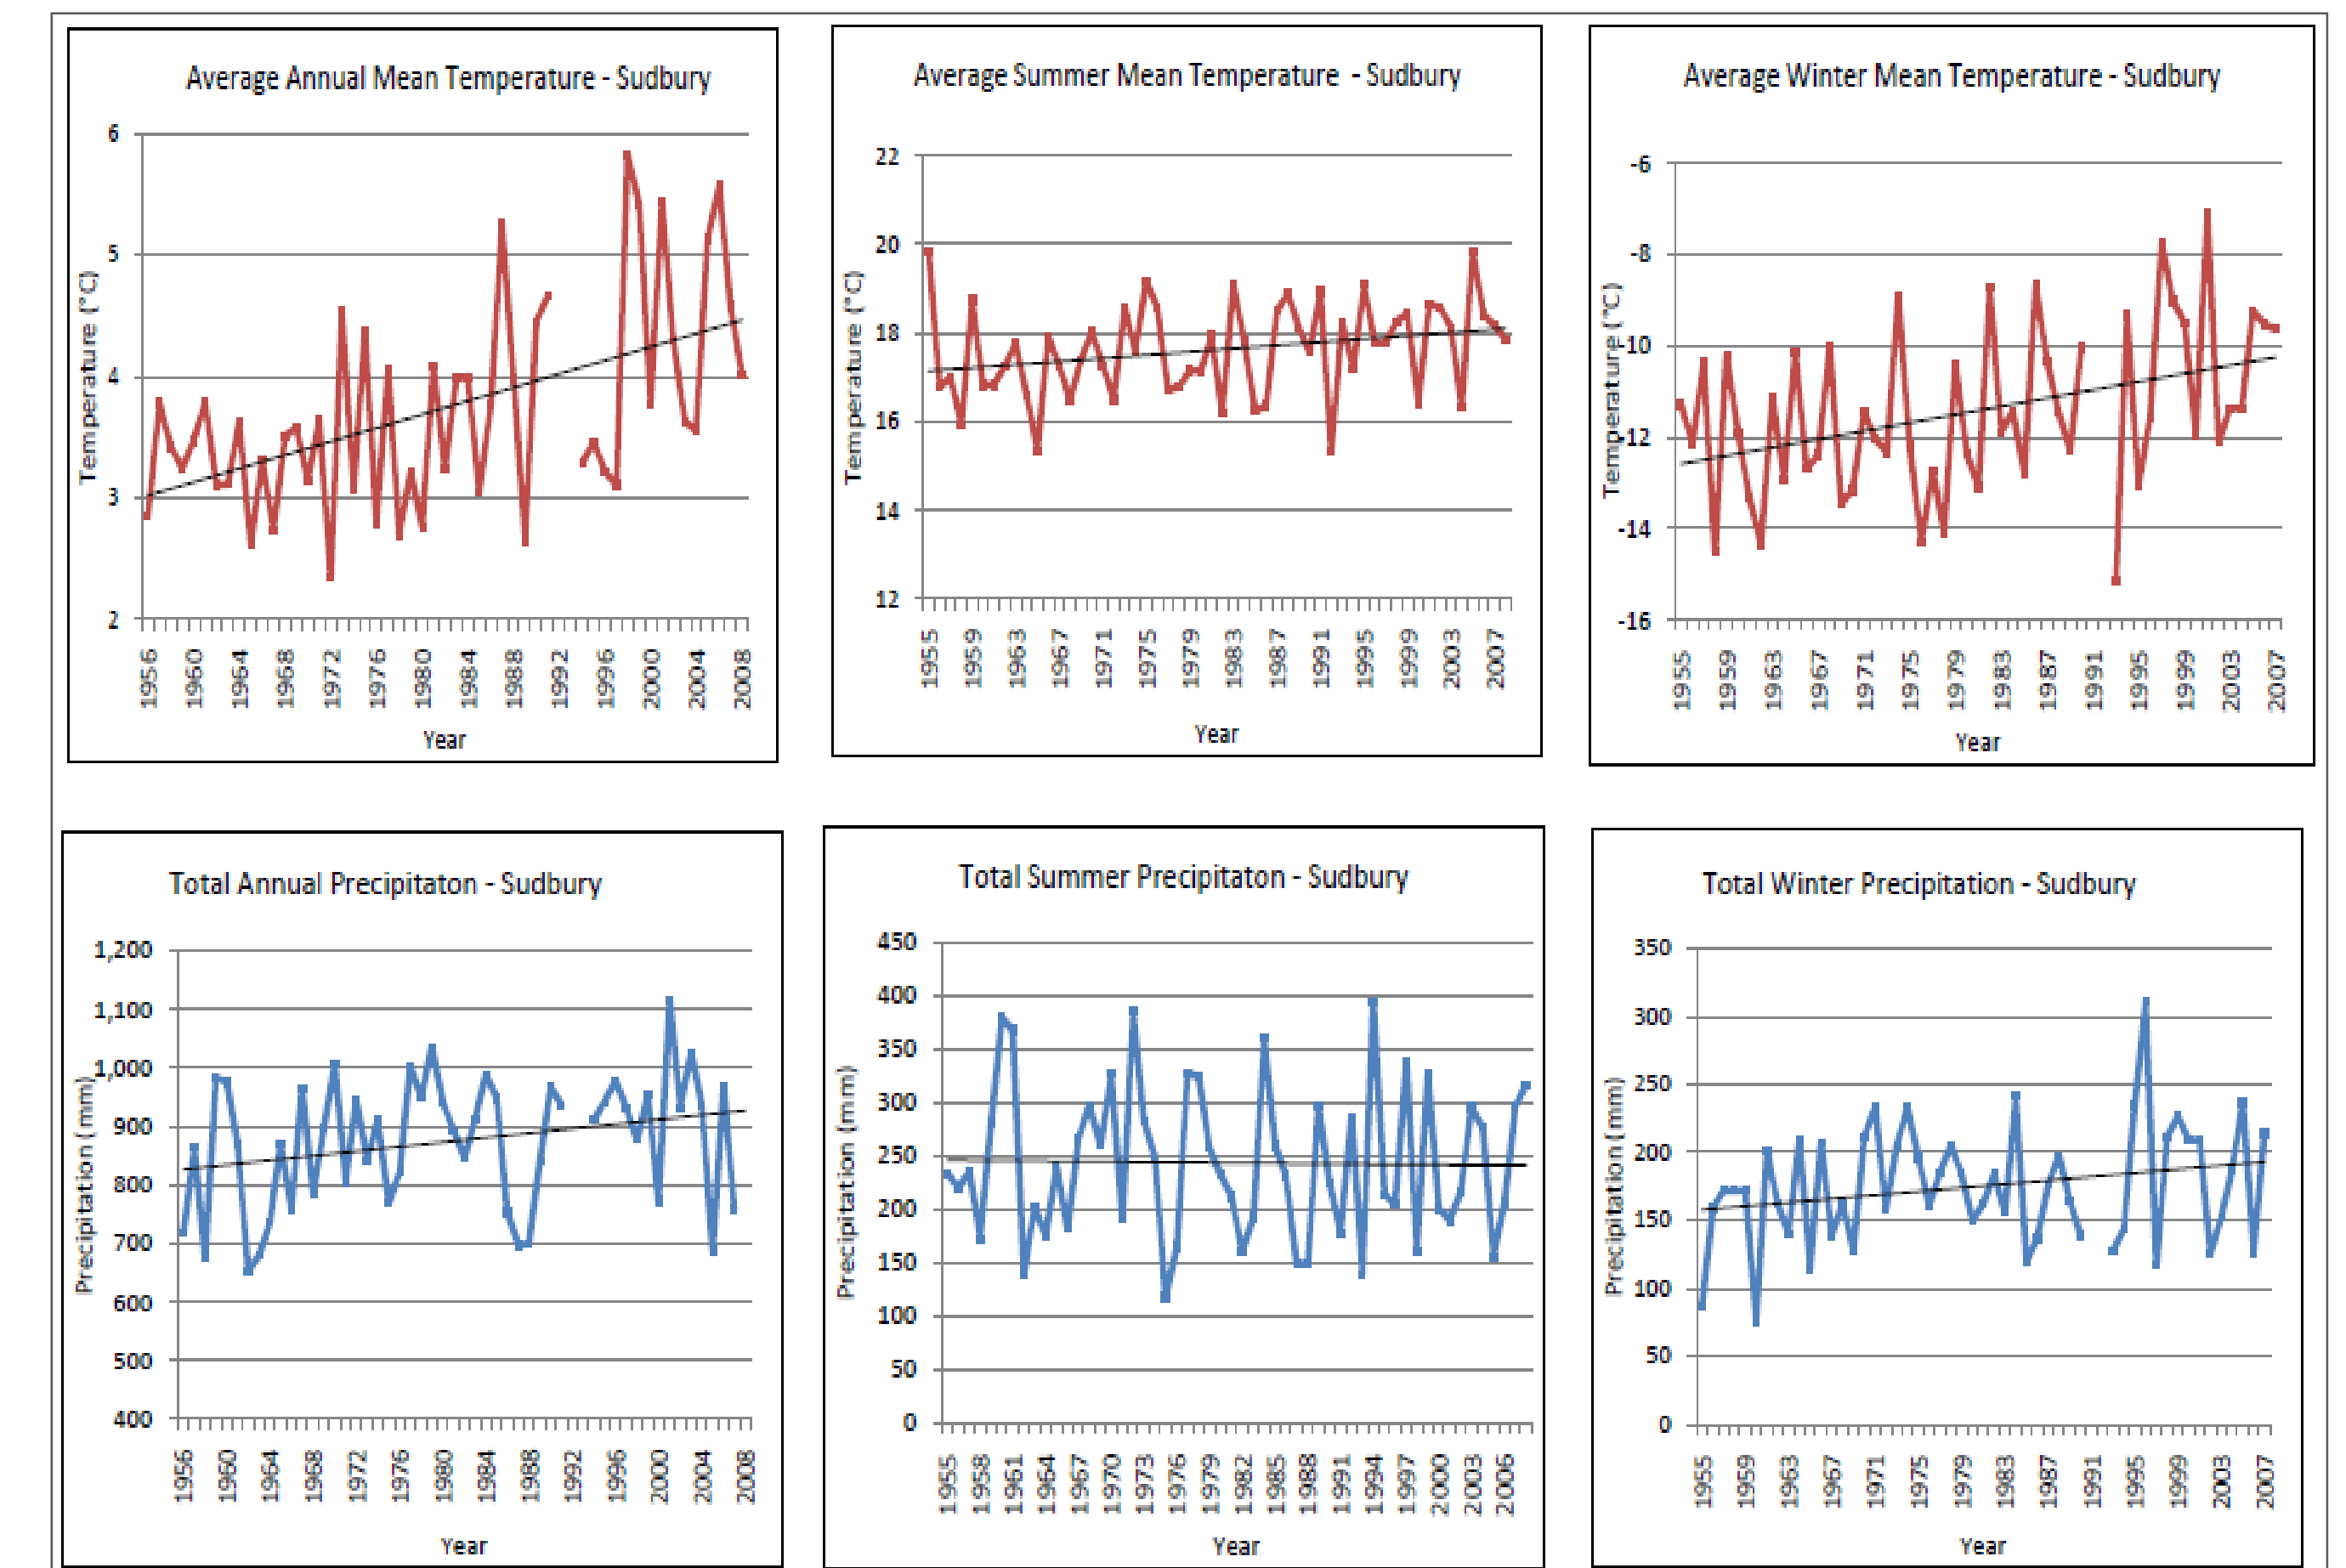 Average Annual Mean Temperature - Sudbury
Temperature (°C)
6
5
4
3
2
1956 1960 1964 1968 1972 1976 1980 1984 1988 1992 1996 2000 2004 2008
Year
Average Summer Mean Temperature - Sudbury
Temperature (°C)
22
20
18
16
14
12
1955 1959 1963 1967 1971 1975 1979 1983 1987 1991 1995 1999 2003 2007
Year
Average Winter Mean Temperature - Sudbury
Temperature (°C)
-6
-8
-10
-12
-14
-16
1955 1959 1963 1967 1971 1975 1979 1983 1987 1991 1995 1999 2003 2007
Year
Total Annual Precipitaton - Sudbury
Precipitation (mm)
1,200
1,100
1,000
900
800
700
600
500
400
1956 1960 1964 1968 1972 1976 1980 1984 1988 1992 1996 2000 2004 2008
Year
Total Summer Precipitaton - Sudbury
Precipitation (mm)
450
400
350
300
250
200
150
100
50
0
1955 1958 1961 1964 1967 1970 1973 1976 1979 1982 1985 1988 1991 1994 1997 2000 2003 2006
Year
Total Winter Precipitation - Sudbury
Precipitation (mm)
350
300
250
200
150
100
50
0
1955 1959 1963 1967 1971 1975 1979 1983 1987 1991 1995 1999 2003 2007
Year